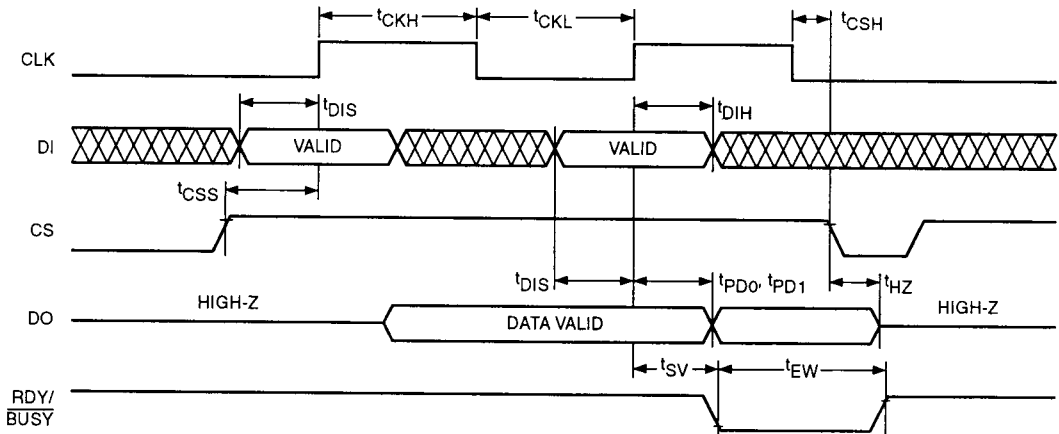 tCKH
tCKL
tCSH
CLK
tDIS
tDIH
DI
VALID
VALID
tCSS
CS
tDIS
tPD0, tPD1
tHZ
HIGH-Z
HIGH-Z
DO
DATA VALID
tSV
tEW
RDY/
BUSY